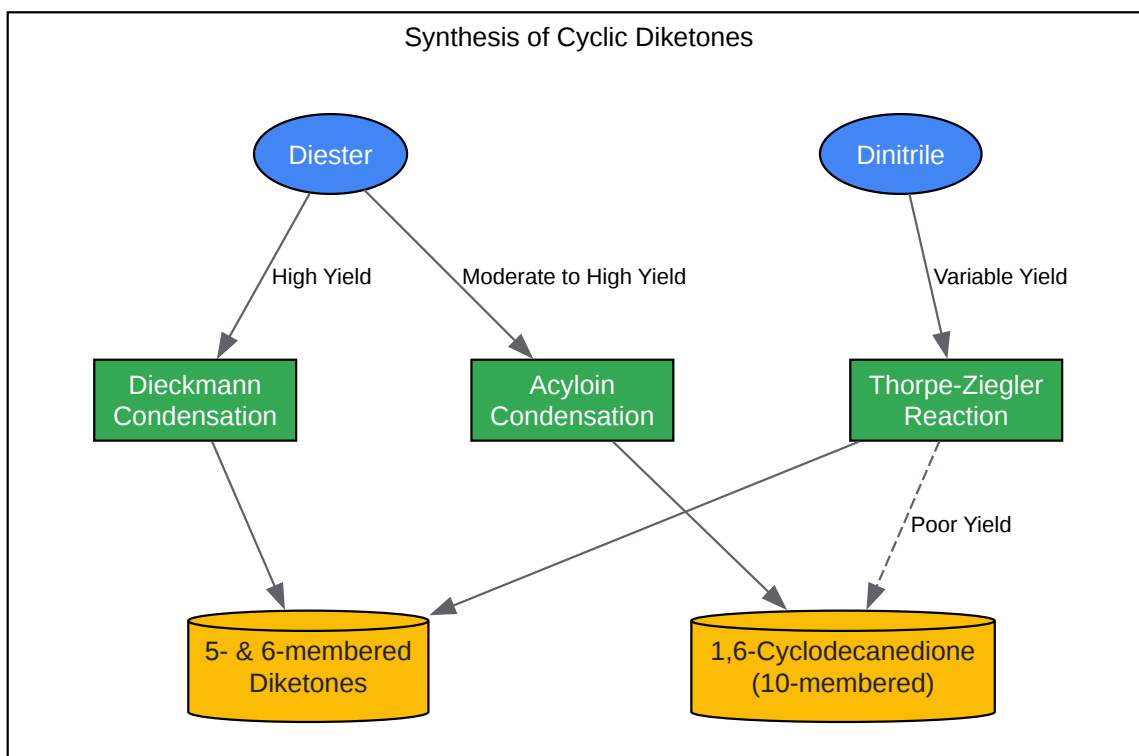 Synthesis of Cyclic Diketones
Diester
Dinitrile
High Yield
Moderate to High Yield
Variable Yield
Dieckmann
Condensation
Acyloin
Condensation
Thorpe-Ziegler
Reaction
Poor Yield
5- & 6-membered
Diketones
1,6-Cyclodecanedione
(10-membered)